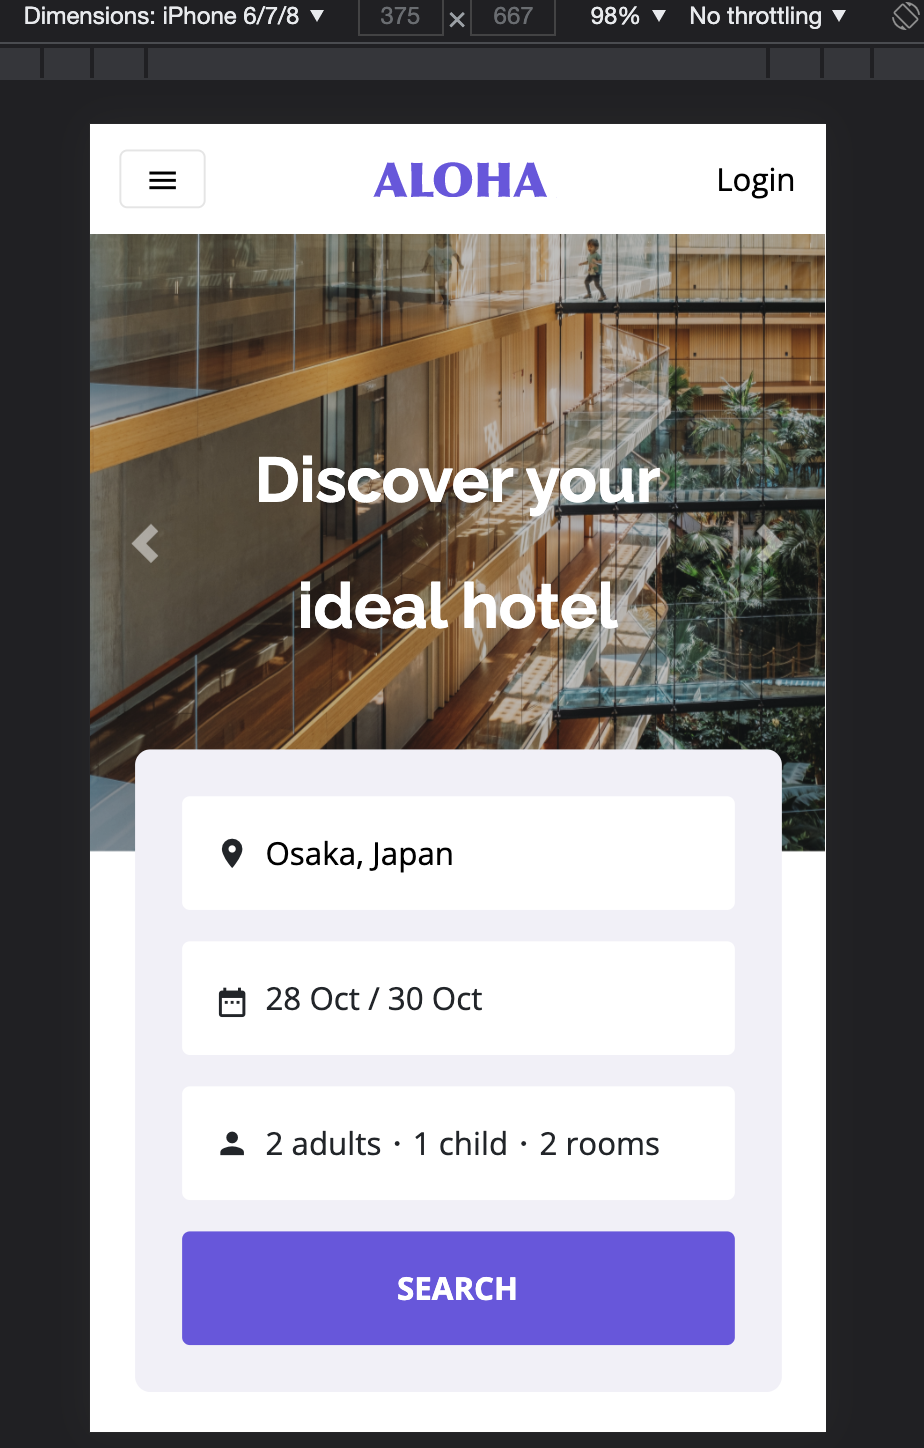 Dimensions: iPhone 6/7/8 ▼ 375 × 667 98% ▼ No throttling ▼
ALOHA Login
Discover your
ideal hotel
Osaka, Japan
28 Oct / 30 Oct
2 adults · 1 child · 2 rooms
SEARCH